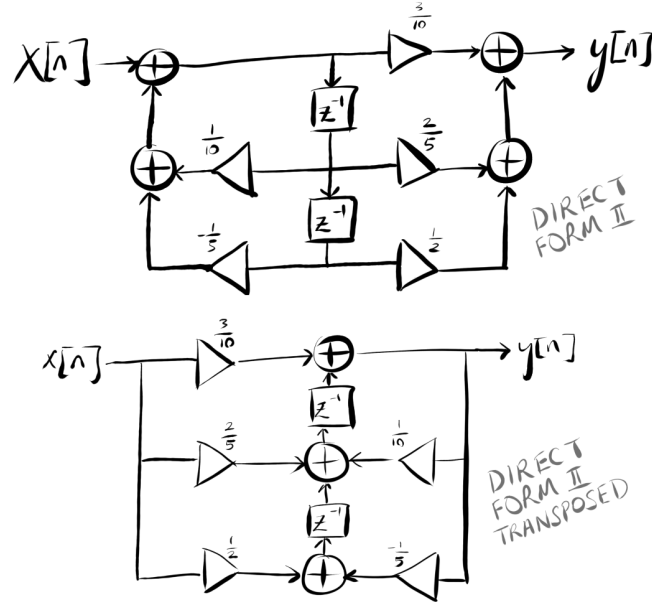 3/10
X[n]
y[n]
z⁻¹
1/10
2/5
z⁻¹
-1/5
1/2
DIRECT
FORM II
3/10
x[n]
y[n]
z⁻¹
2/5
1/10
z⁻¹
1/2
-1/5
DIRECT
FORM II
TRANSPOSED